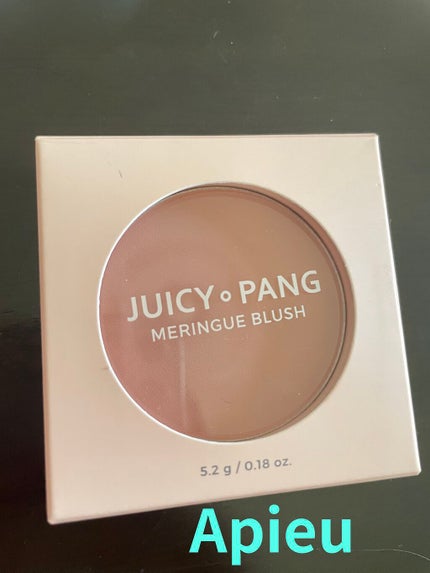 JUICY ∘ PANG
MERINGUE BLUSH
5.2 g / 0.18 oz.
Apieu